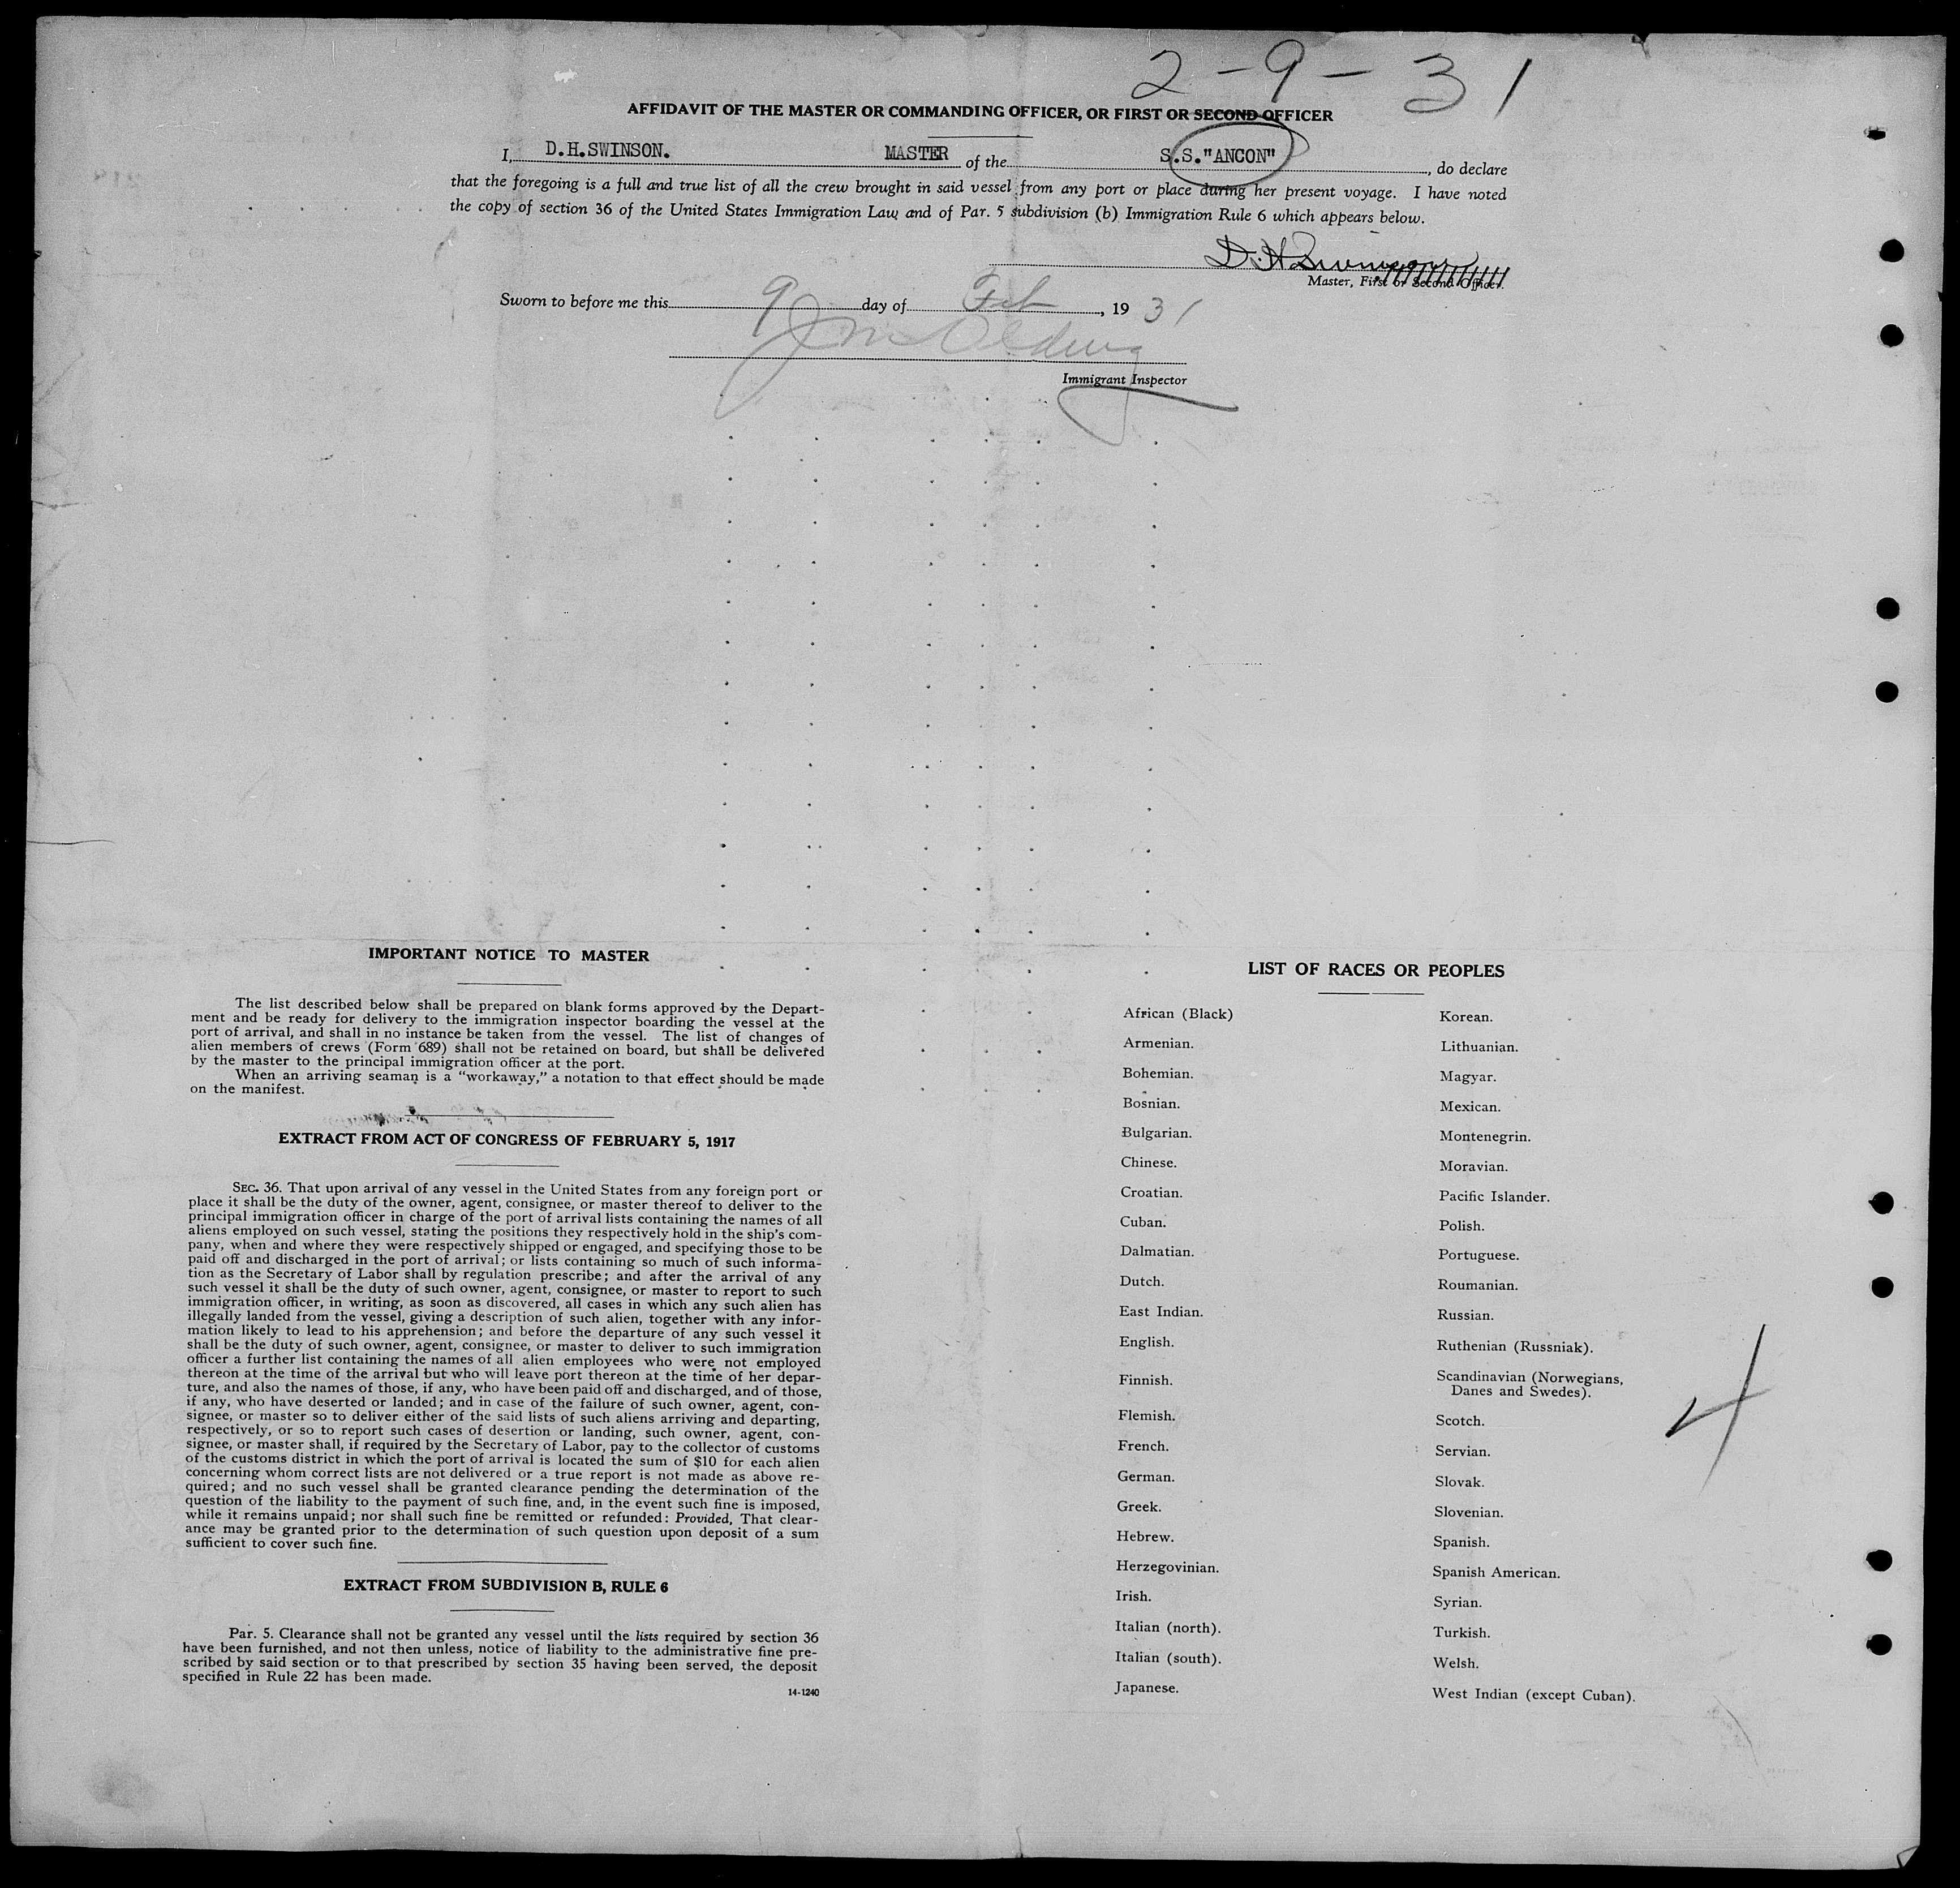 2-9-31
AFFIDAVIT OF THE MASTER OR COMMANDING OFFICER, OR FIRST OR SECOND OFFICER
I, D.H.SWINSON. MASTER of the S.S."ANCON", do declare
that the foregoing is a full and true list of all the crew brought in said vessel from any port or place during her present voyage. I have noted
the copy of section 36 of the United States Immigration Law and of Par. 5 subdivision (b) Immigration Rule 6 which appears below.
D. H. Swinson
Master, First or Second Officer.
Sworn to before me this 9 day of Feb, 1931
Immigrant Inspector
IMPORTANT NOTICE TO MASTER
The list described below shall be prepared on blank forms approved by the Depart-
ment and be ready for delivery to the immigration inspector boarding the vessel at the
port of arrival, and shall in no instance be taken from the vessel. The list of changes of
alien members of crews (Form 689) shall not be retained on board, but shall be delivered
by the master to the principal immigration officer at the port.
When an arriving seaman is a "workaway," a notation to that effect should be made
on the manifest.
EXTRACT FROM ACT OF CONGRESS OF FEBRUARY 5, 1917
SEC. 36. That upon arrival of any vessel in the United States from any foreign port or
place it shall be the duty of the owner, agent, consignee, or master thereof to deliver to the
principal immigration officer in charge of the port of arrival lists containing the names of all
aliens employed on such vessel, stating the positions they respectively hold in the ship's com-
pany, when and where they were respectively shipped or engaged, and specifying those to be
paid off and discharged in the port of arrival; or lists containing so much of such informa-
tion as the Secretary of Labor shall by regulation prescribe; and after the arrival of any
such vessel it shall be the duty of such owner, agent, consignee, or master to report to such
immigration officer, in writing, as soon as discovered, all cases in which any such alien has
illegally landed from the vessel, giving a description of such alien, together with any infor-
mation likely to lead to his apprehension; and before the departure of any such vessel it
shall be the duty of such owner, agent, consignee, or master to deliver to such immigration
officer a further list containing the names of all alien employees who were not employed
thereon at the time of the arrival but who will leave port thereon at the time of her depar-
ture, and also the names of those, if any, who have been paid off and discharged, and of those,
if any, who have deserted or landed; and in case of the failure of such owner, agent, con-
signee, or master so to deliver either of the said lists of such aliens arriving and departing,
respectively, or so to report such cases of desertion or landing, such owner, agent, con-
signee, or master shall, if required by the Secretary of Labor, pay to the collector of customs
of the customs district in which the port of arrival is located the sum of $10 for each alien
concerning whom correct lists are not delivered or a true report is not made as above re-
quired; and no such vessel shall be granted clearance pending the determination of the
question of the liability to the payment of such fine, and, in the event such fine is imposed,
while it remains unpaid; nor shall such fine be remitted or refunded: Provided, That clear-
ance may be granted prior to the determination of such question upon deposit of a sum
sufficient to cover such fine.
EXTRACT FROM SUBDIVISION B, RULE 6
Par. 5. Clearance shall not be granted any vessel until the lists required by section 36
have been furnished, and not then unless, notice of liability to the administrative fine pre-
scribed by said section or to that prescribed by section 35 having been served, the deposit
specified in Rule 22 has been made.
14-1240
LIST OF RACES OR PEOPLES
African (Black)
Armenian.
Bohemian.
Bosnian.
Bulgarian.
Chinese.
Croatian.
Cuban.
Dalmatian.
Dutch.
East Indian.
English.
Finnish.
Flemish.
French.
German.
Greek.
Hebrew.
Herzegovinian.
Irish.
Italian (north).
Italian (south).
Japanese.
Korean.
Lithuanian.
Magyar.
Mexican.
Montenegrin.
Moravian.
Pacific Islander.
Polish.
Portuguese.
Roumanian.
Russian.
Ruthenian (Russniak).
Scandinavian (Norwegians,
Danes and Swedes).
Scotch.
Servian.
Slovak.
Slovenian.
Spanish.
Spanish American.
Syrian.
Turkish.
Welsh.
West Indian (except Cuban).
4